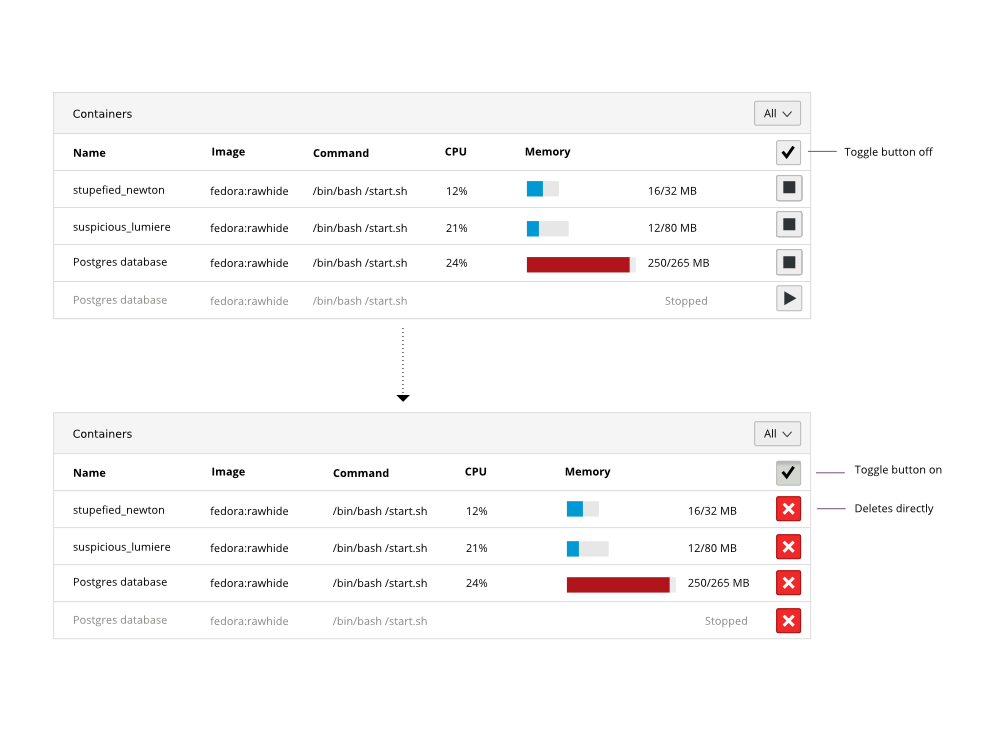 Containers All
Name Image Command CPU Memory Toggle button off
stupefied_newton fedora:rawhide /bin/bash /start.sh 12% 16/32 MB
suspicious_lumiere fedora:rawhide /bin/bash /start.sh 21% 12/80 MB
Postgres database fedora:rawhide /bin/bash /start.sh 24% 250/265 MB
Postgres database fedora:rawhide /bin/bash /start.sh Stopped
Containers All
Name Image Command CPU Memory Toggle button on
stupefied_newton fedora:rawhide /bin/bash /start.sh 12% 16/32 MB Deletes directly
suspicious_lumiere fedora:rawhide /bin/bash /start.sh 21% 12/80 MB
Postgres database fedora:rawhide /bin/bash /start.sh 24% 250/265 MB
Postgres database fedora:rawhide /bin/bash /start.sh Stopped